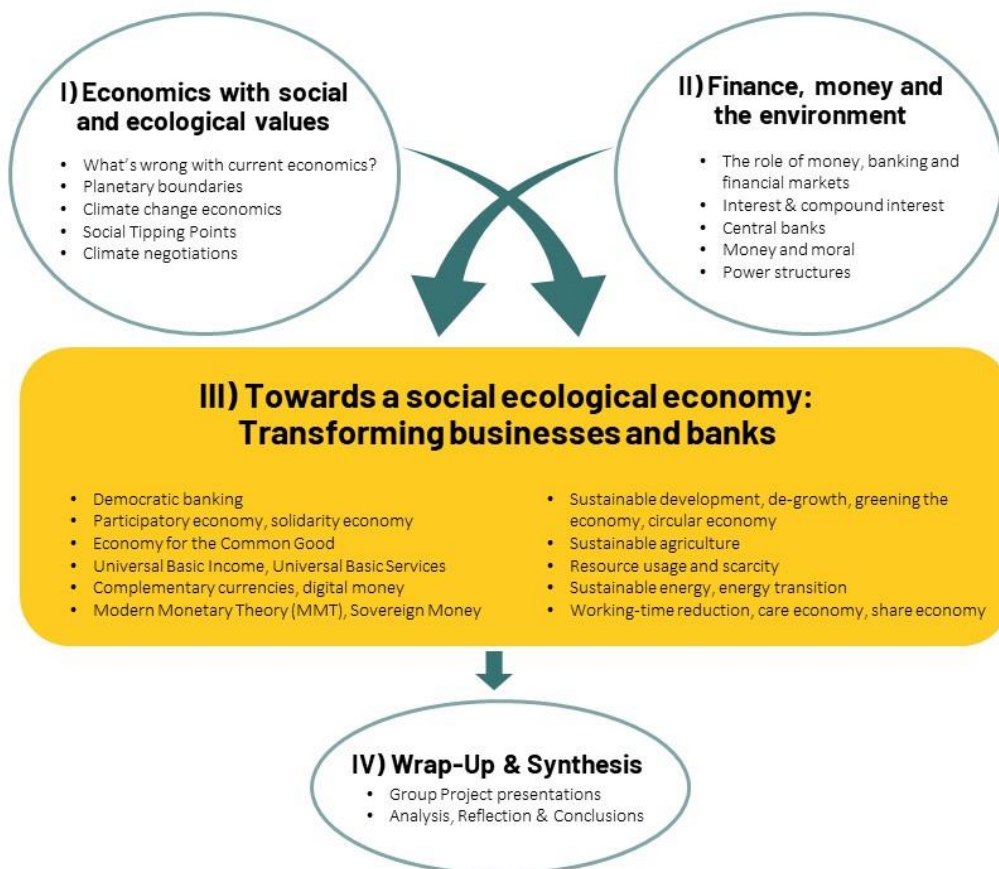 I) Economics with social
and ecological values
• What's wrong with current economics?
• Planetary boundaries
• Climate change economics
• Social Tipping Points
• Climate negotiations
II) Finance, money and
the environment
• The role of money, banking and
financial markets
• Interest & compound interest
• Central banks
• Money and moral
• Power structures
III) Towards a social ecological economy:
Transforming businesses and banks
• Democratic banking
• Participatory economy, solidarity economy
• Economy for the Common Good
• Universal Basic Income, Universal Basic Services
• Complementary currencies, digital money
• Modern Monetary Theory (MMT), Sovereign Money
• Sustainable development, de-growth, greening the
economy, circular economy
• Sustainable agriculture
• Resource usage and scarcity
• Sustainable energy, energy transition
• Working-time reduction, care economy, share economy
IV) Wrap-Up & Synthesis
• Group Project presentations
• Analysis, Reflection & Conclusions